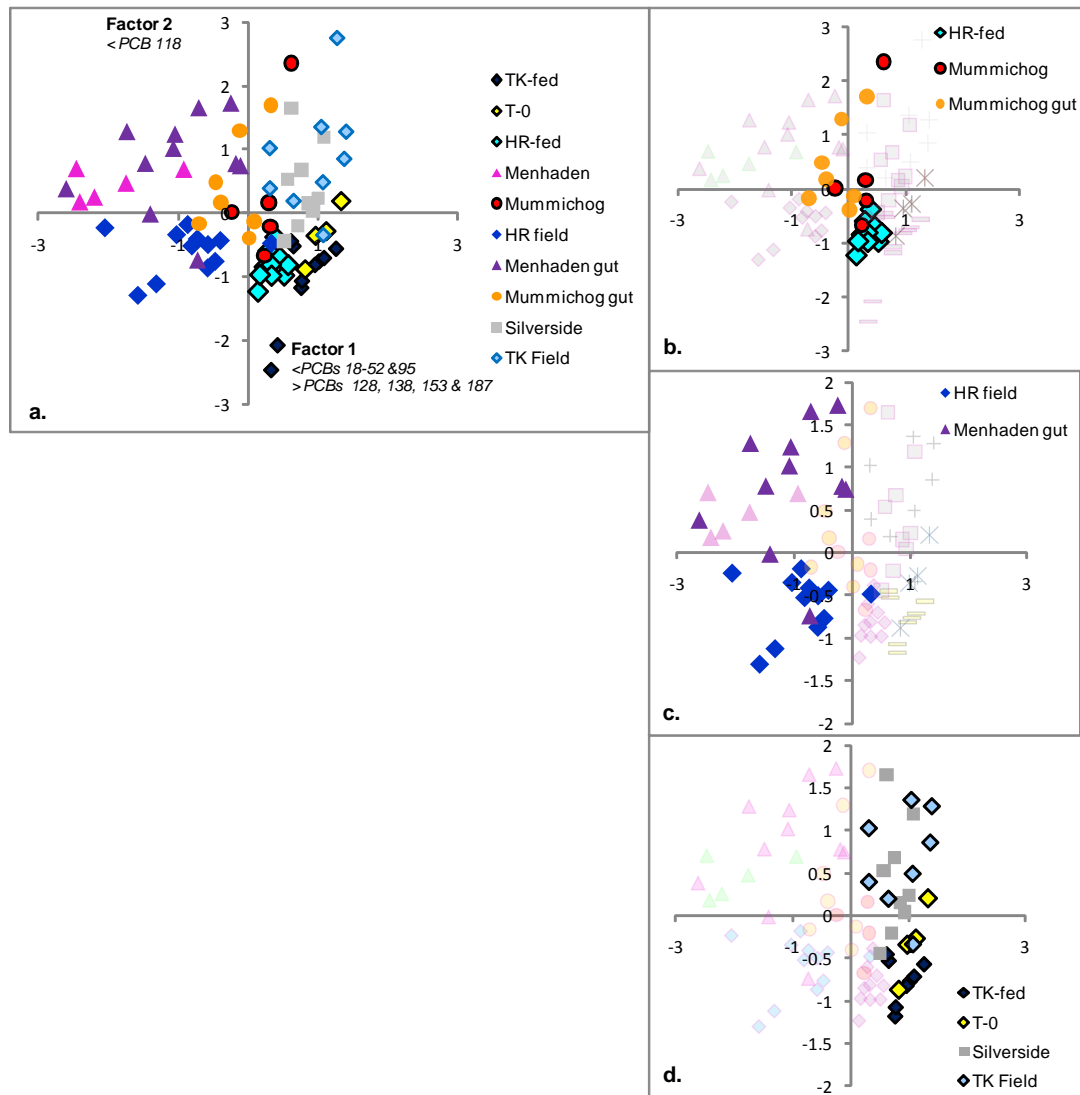 Factor 2
< PCB 118
3
2
1
0
-1
-2
-3
-3
-1
1
3
TK-fed
T-0
HR-fed
Menhaden
Mummichog
HR field
Menhaden gut
Mummichog gut
Silverside
TK Field
Factor 1
<PCBs 18-52 &95
> PCBs 128, 138, 153 & 187
a.
3
2
1
0
-1
-2
-3
-3
-1
1
3
HR-fed
Mummichog
Mummichog gut
b.
2
1.5
1
0.5
0
-0.5
-1
-1.5
-2
-3
-1
1
3
HR field
Menhaden gut
c.
2
1.5
1
0.5
0
-0.5
-1
-1.5
-2
-3
-1
1
3
TK-fed
T-0
Silverside
TK Field
d.